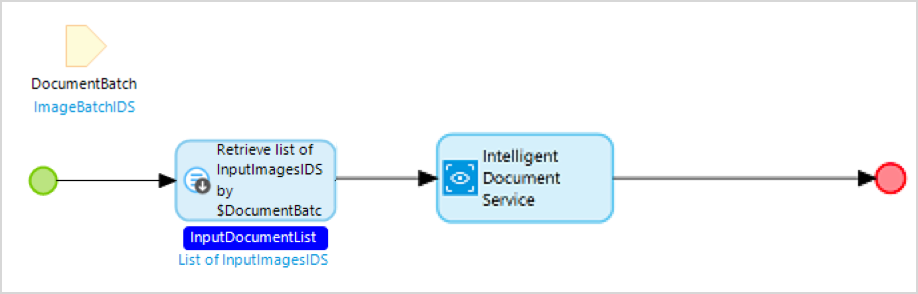 DocumentBatch
ImageBatchIDS
Retrieve list of
InputImagesIDS
by
$DocumentBatc
InputDocumentList
List of InputImagesIDS
Intelligent
Document
Service